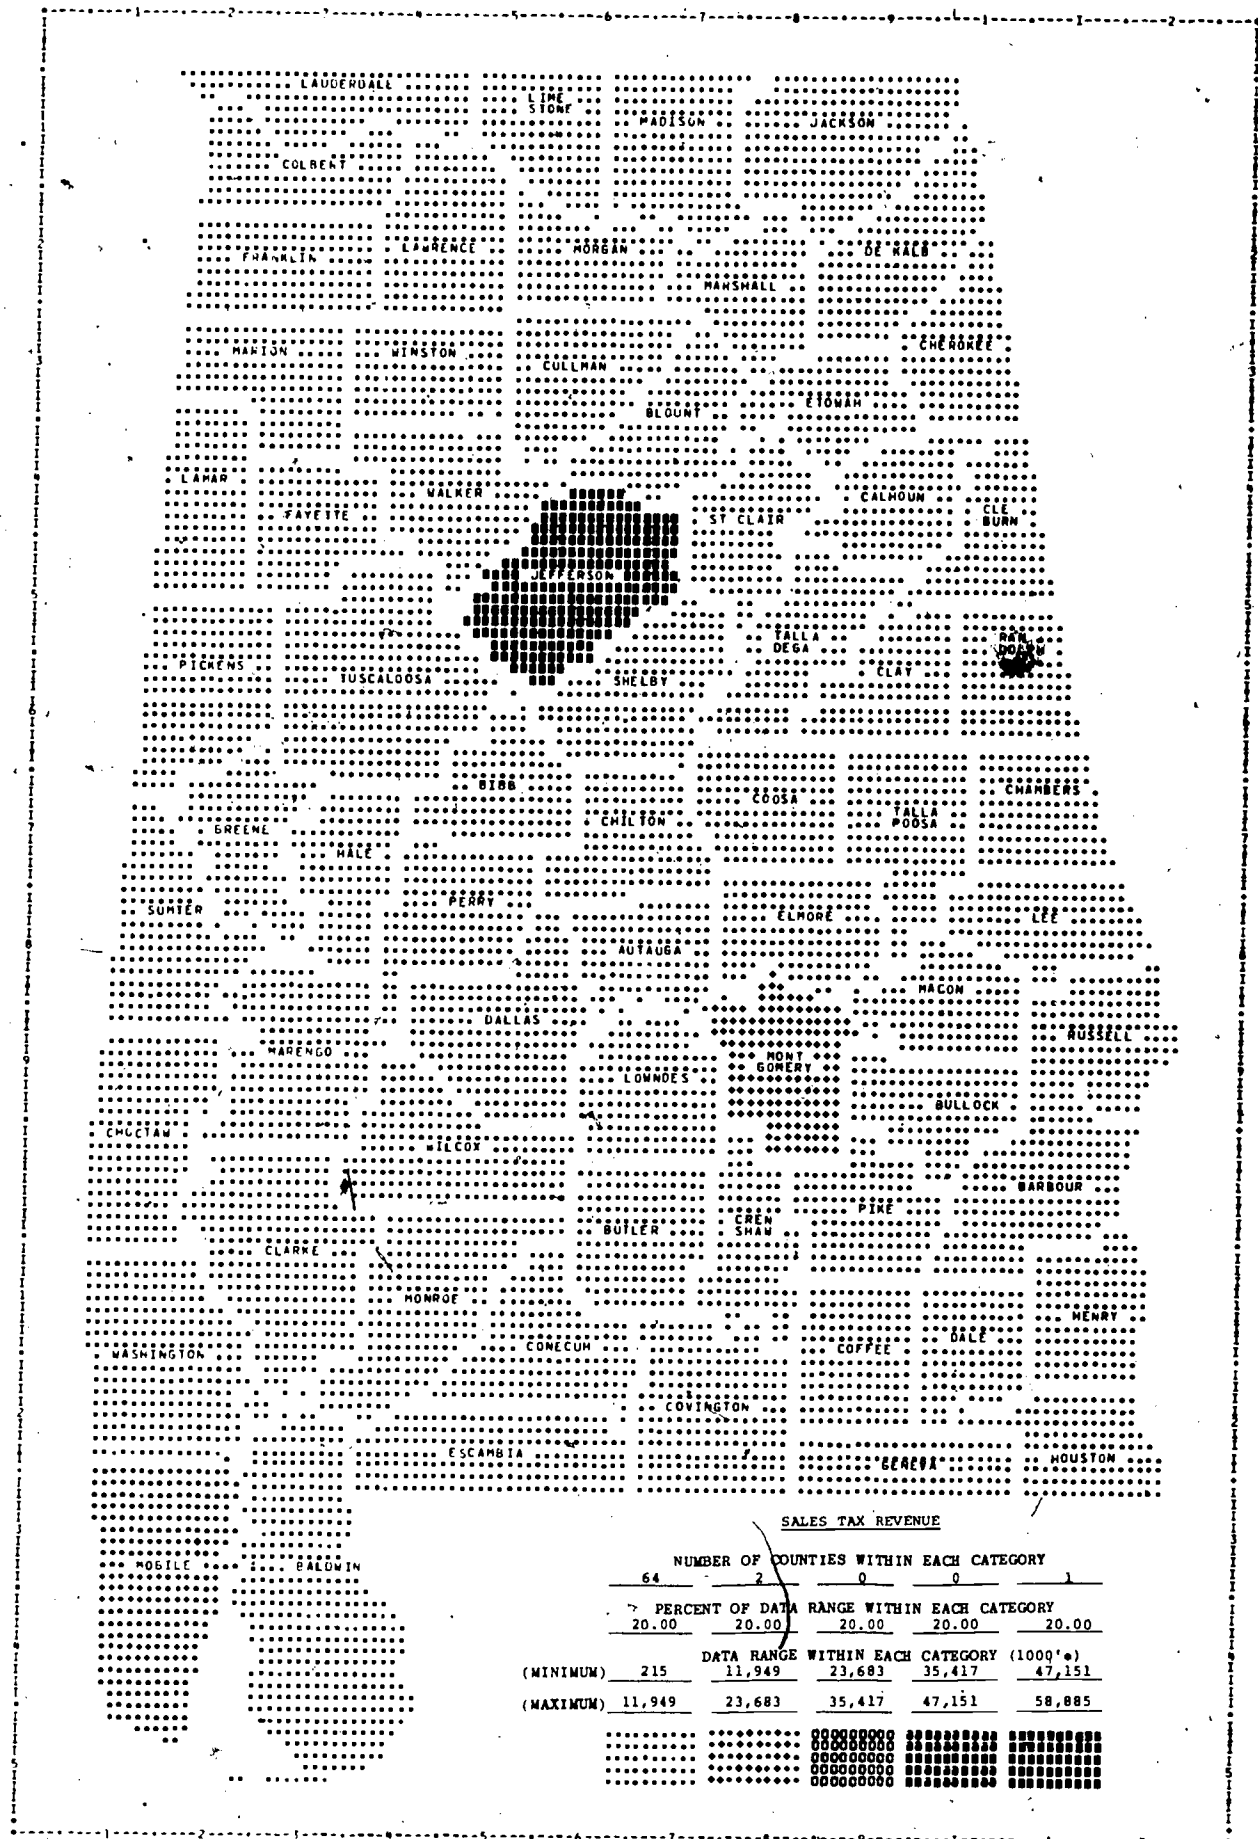 LAUDERDALE
LIME
STONE
MADISON
JACKSON
COLBERT
LAWRENCE
MORGAN
DE KALB
FRANKLIN
MARSHALL
MARION
WINSTON
CULLMAN
CHEROKEE
BLOUNT
ETOWAH
LAMAR
FAYETTE
WALKER
ST CLAIR
CALHOUN
CLE
BURN
JEFFERSON
TALLA
DEGA
RAN
DOLPH
PICKENS
TUSCALOOSA
SHELBY
CLAY
BIBB
COOSA
CHAMBERS
GREENE
CHILTON
TALLA
POOSA
HALE
PERRY
SUMTER
ELMORE
LEE
AUTAUGA
MACON
DALLAS
RUSSELL
MARENGO
LOWNDES
MONT
GOMERY
BULLOCK
CHOCTAW
WILCOX
BARBOUR
PIKE
CLARKE
BUTLER
CREN
SHAW
MONROE
HENRY
WASHINGTON
CONECUH
COFFEE
DALE
COVINGTON
ESCAMBIA
GENEVA
HOUSTON
MOBILE
BALDWIN
SALES TAX REVENUE
NUMBER OF COUNTIES WITHIN EACH CATEGORY
64 2 0 0 1
PERCENT OF DATA RANGE WITHIN EACH CATEGORY
20.00 20.00 20.00 20.00 20.00
DATA RANGE WITHIN EACH CATEGORY (1000's)
(MINIMUM) 215 11,949 23,683 35,417 47,151
(MAXIMUM) 11,949 23,683 35,417 47,151 58,885